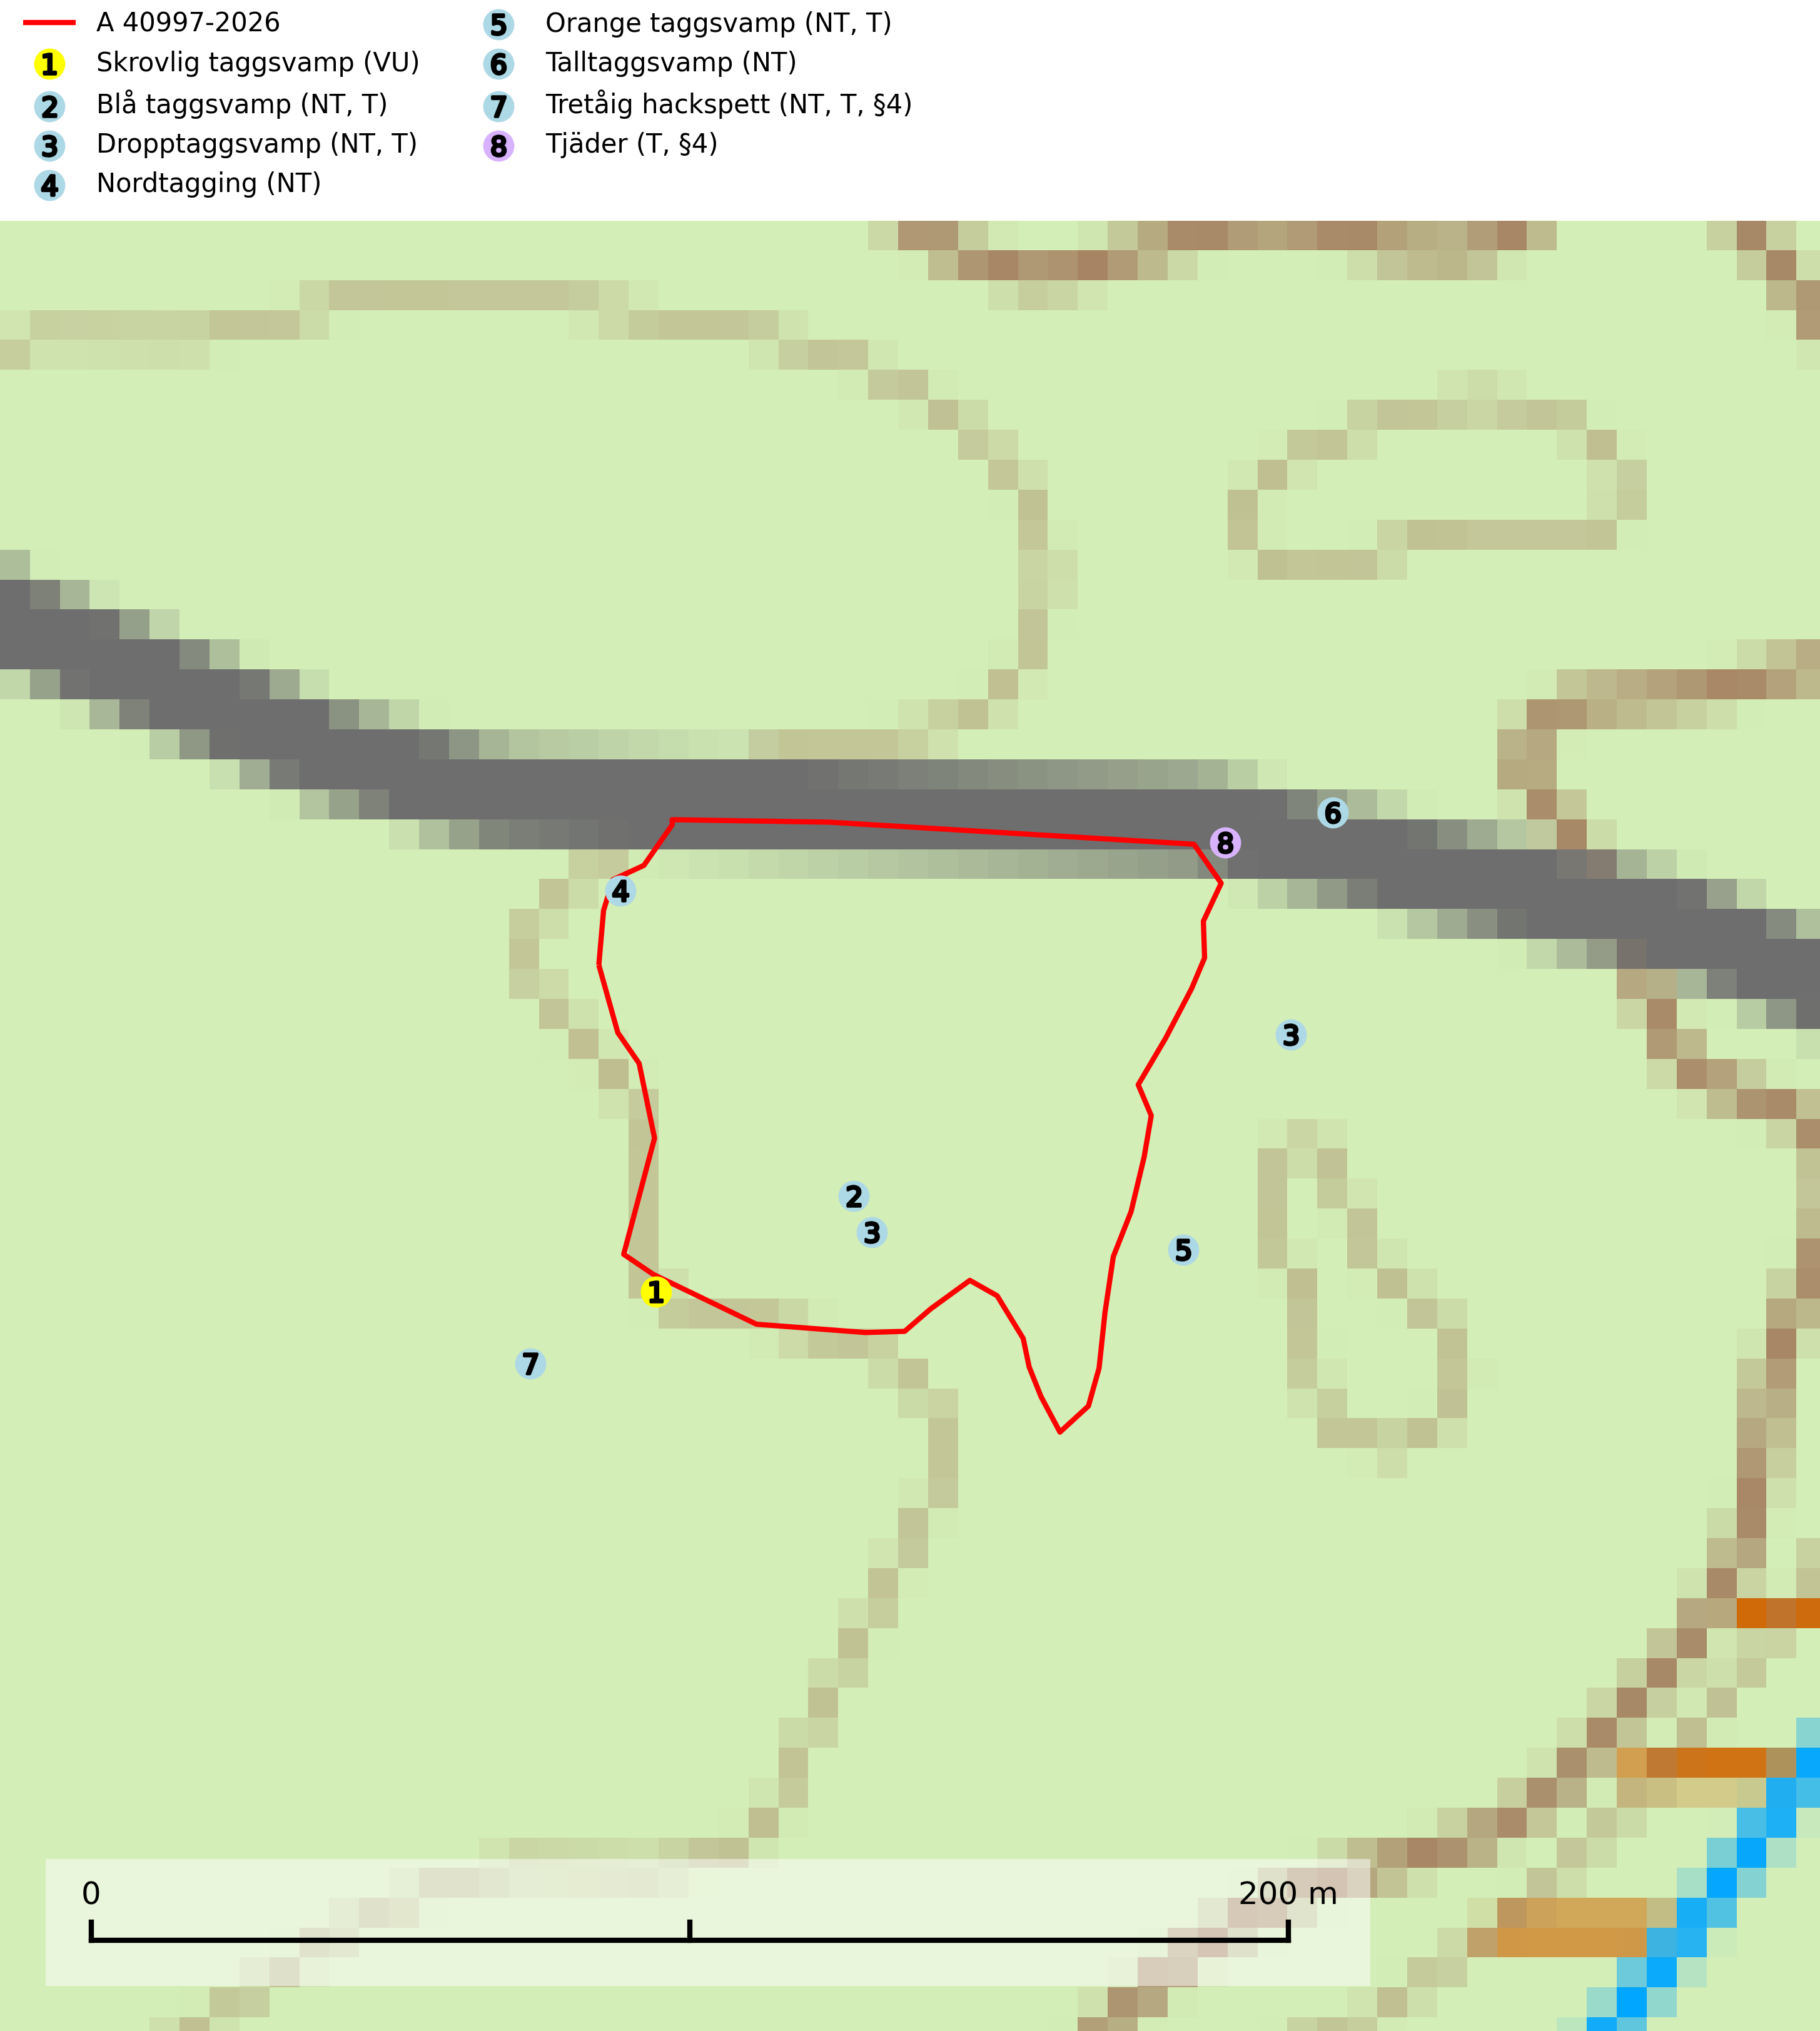 A 40997-2026
1 Skrovlig taggsvamp (VU)
2 Blå taggsvamp (NT, T)
3 Dropptaggsvamp (NT, T)
4 Nordtagging (NT)
5 Orange taggsvamp (NT, T)
6 Talltaggsvamp (NT)
7 Tretåig hackspett (NT, T, §4)
8 Tjäder (T, §4)
6
8
4
3
2
3
5
1
7
0 200 m